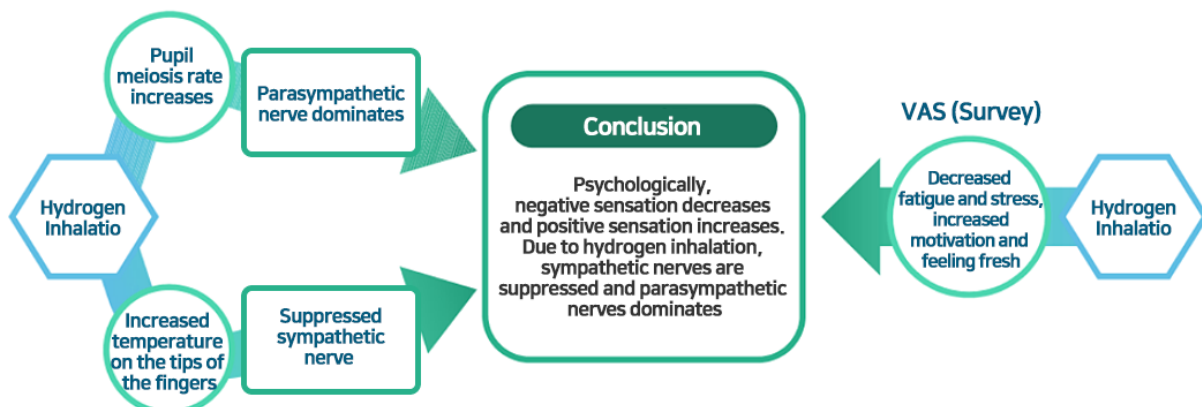 Pupil
meiosis rate
increases
Parasympathetic
nerve dominates
Hydrogen
Inhalatio
Increased
temperature
on the tips of
the fingers
Suppressed
sympathetic
nerve
Conclusion
Psychologically,
negative sensation decreases
and positive sensation increases.
Due to hydrogen inhalation,
sympathetic nerves are
suppressed and parasympathetic
nerves dominates
VAS (Survey)
Decreased
fatigue and stress,
increased
motivation and
feeling fresh
Hydrogen
Inhalatio